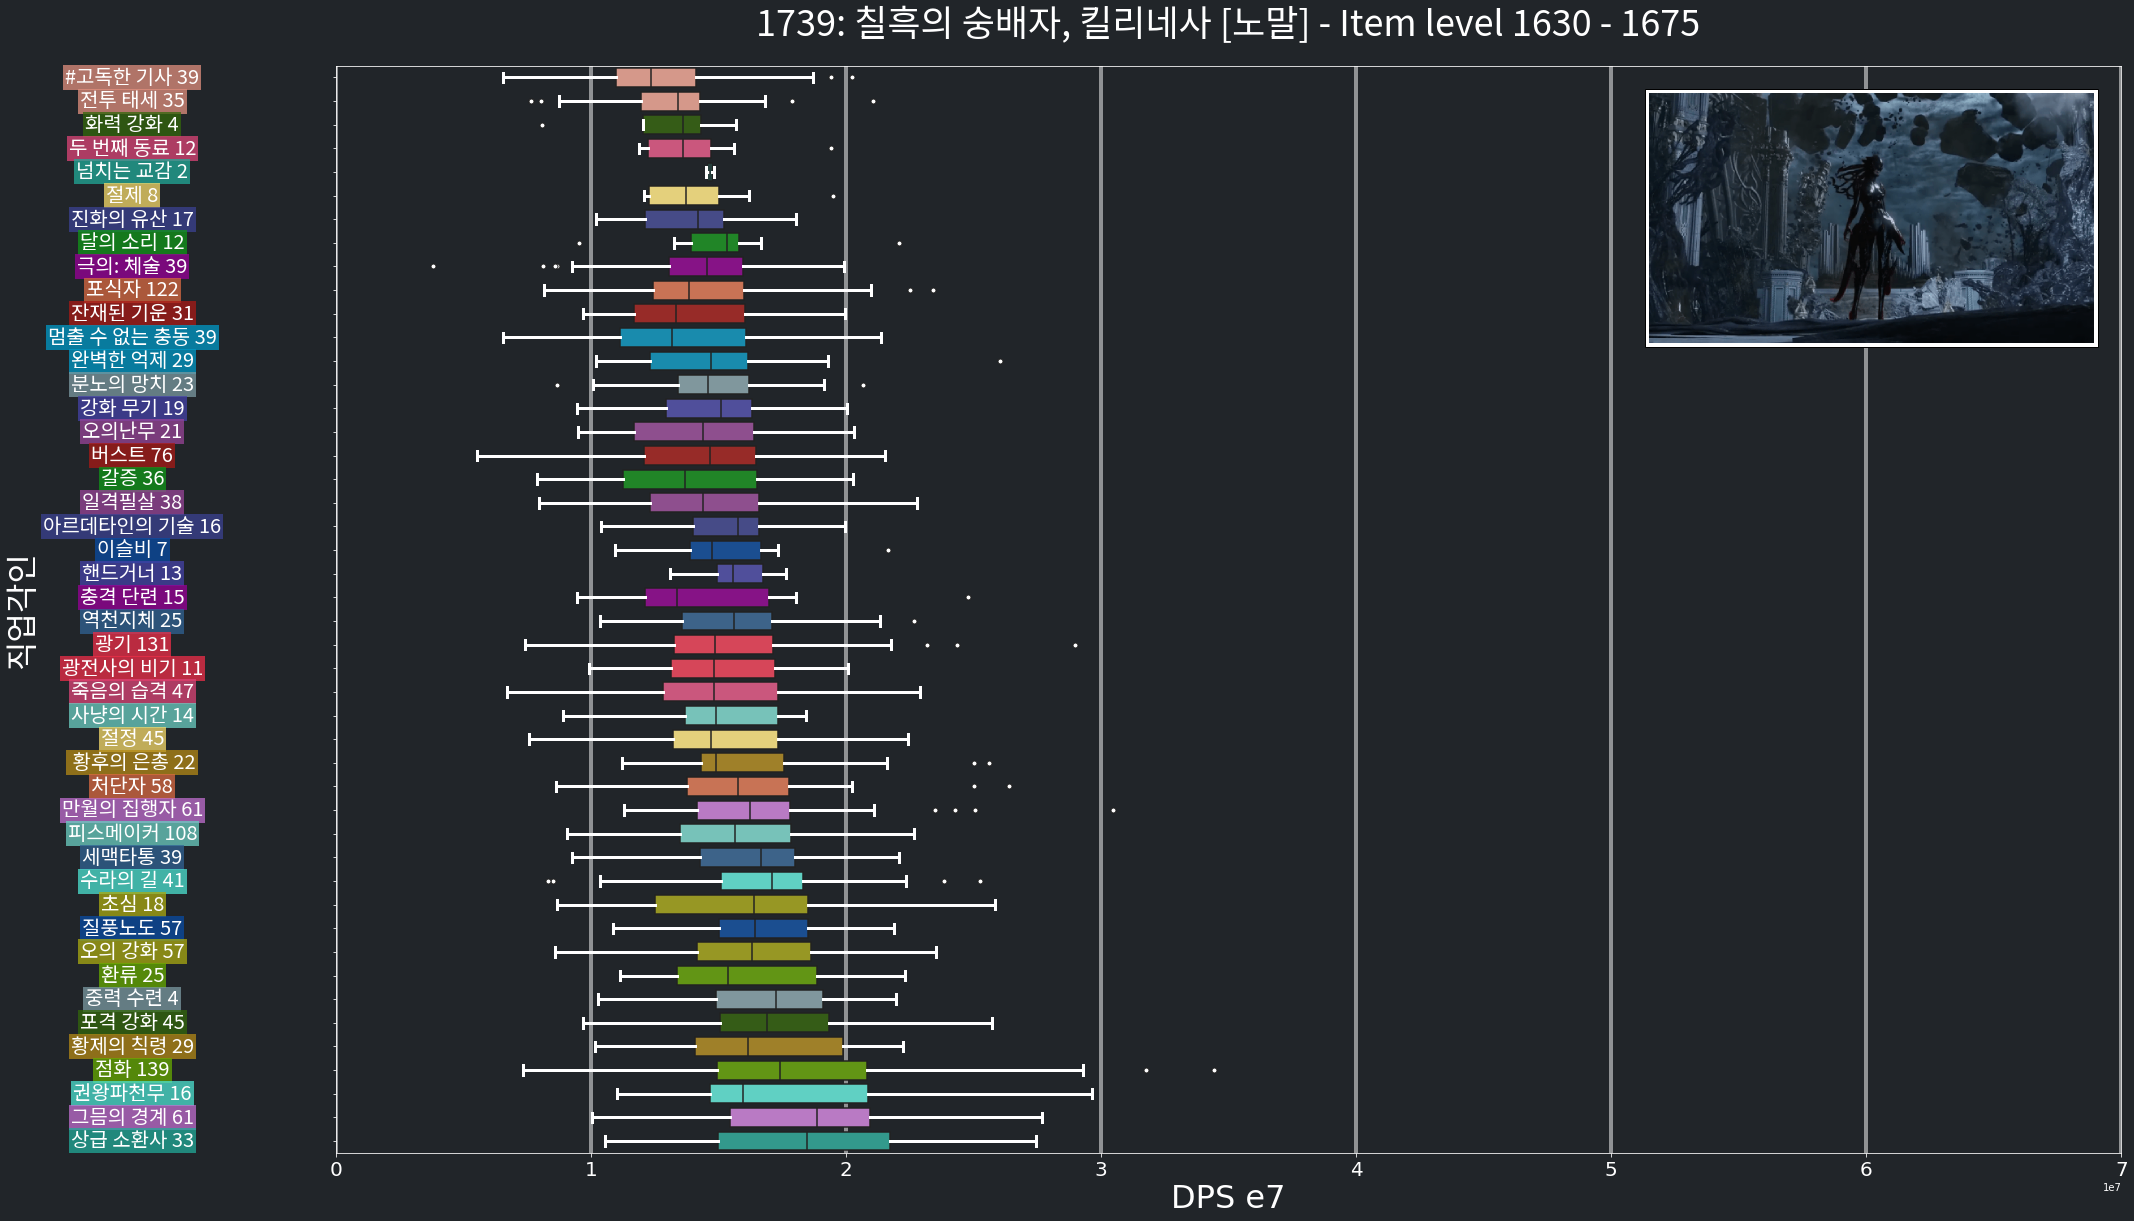 1739: 칠흑의 숭배자, 킬리네사 [노말] - Item level 1630 - 1675
#고독한 기사 39
전투 태세 35
화력 강화 4
두 번째 동료 12
넘치는 교감 2
절제 8
진화의 유산 17
달의 소리 12
극의: 체술 39
포식자 122
잔재된 기운 31
멈출 수 없는 충동 39
완벽한 억제 29
분노의 망치 23
강화 무기 19
오의난무 21
버스트 76
갈증 36
일격필살 38
아르데타인의 기술 16
이슬비 7
핸드거너 13
충격 단련 15
역천지체 25
광기 131
광전사의 비기 11
죽음의 습격 47
사냥의 시간 14
절정 45
황후의 은총 22
처단자 58
만월의 집행자 61
피스메이커 108
세맥타통 39
수라의 길 41
초심 18
질풍노도 57
오의 강화 57
환류 25
중력 수련 4
포격 강화 45
황제의 칙령 29
점화 139
권왕파천무 16
그믐의 경계 61
상급 소환사 33
직업각인
0 1 2 3 4 5 6 7
1e7
DPS e7